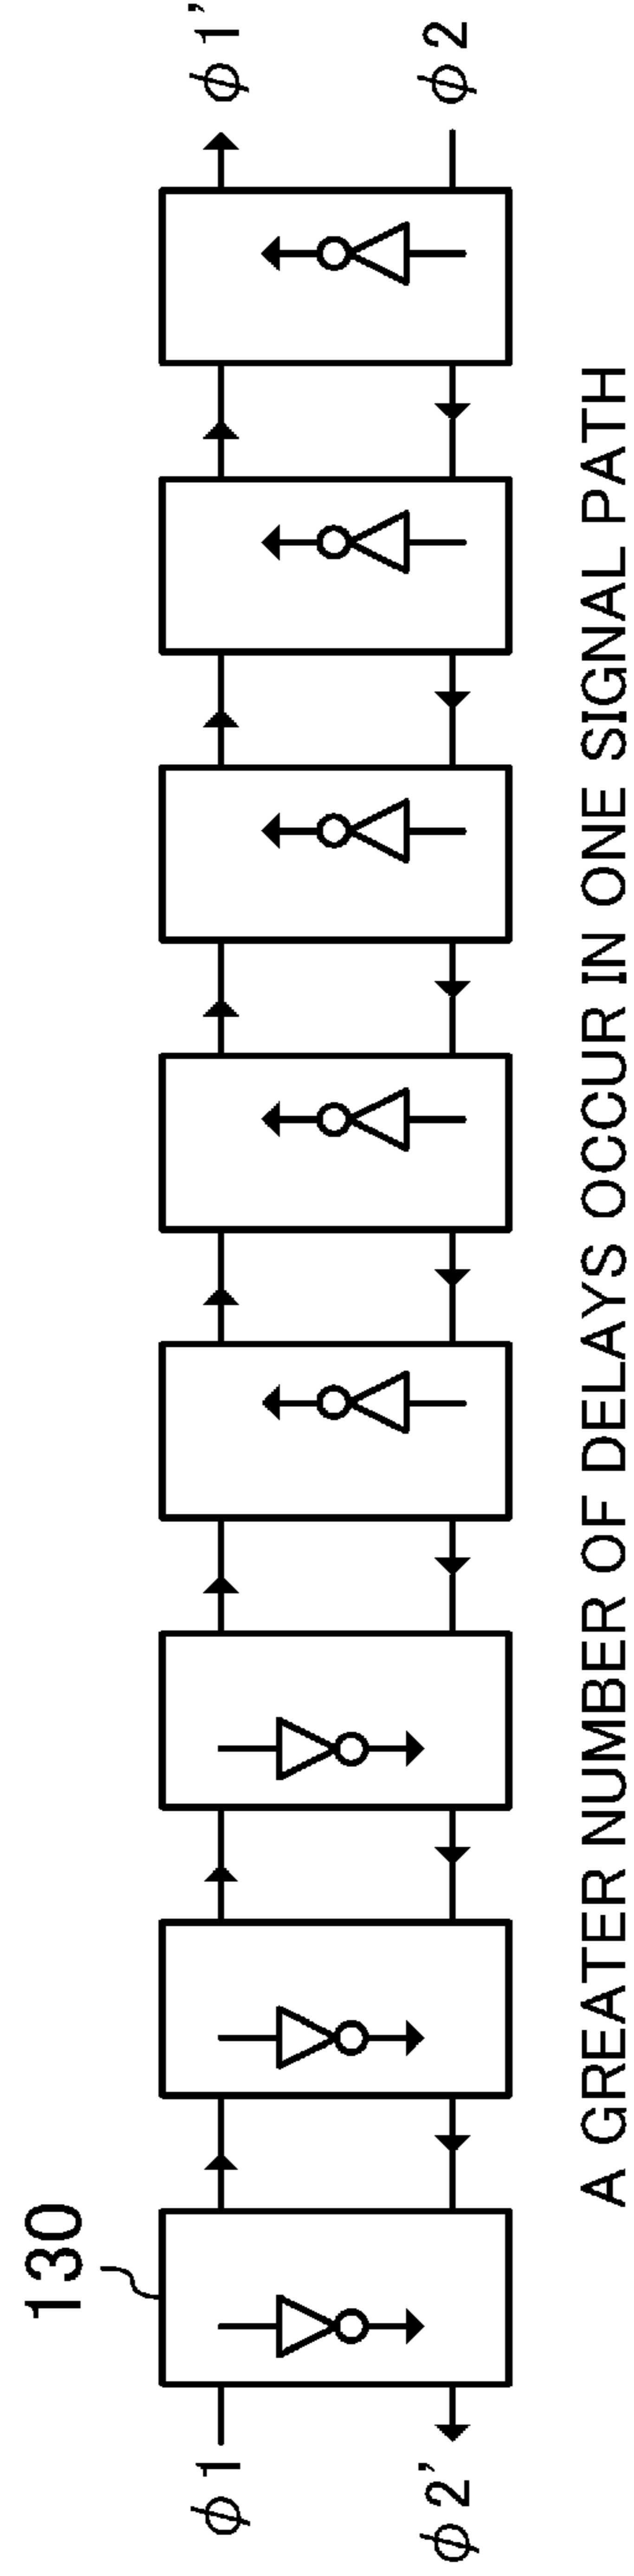 130
ϕ1
ϕ1'
ϕ2'
ϕ2
A GREATER NUMBER OF DELAYS OCCUR IN ONE SIGNAL PATH